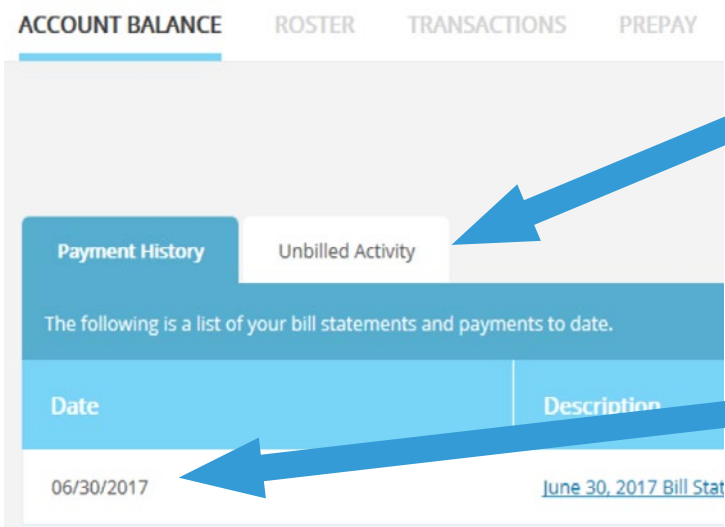 ACCOUNT BALANCE ROSTER TRANSACTIONS PREPAY
Payment History Unbilled Activity
The following is a list of your bill statements and payments to date.
Date Description
06/30/2017 June 30, 2017 Bill